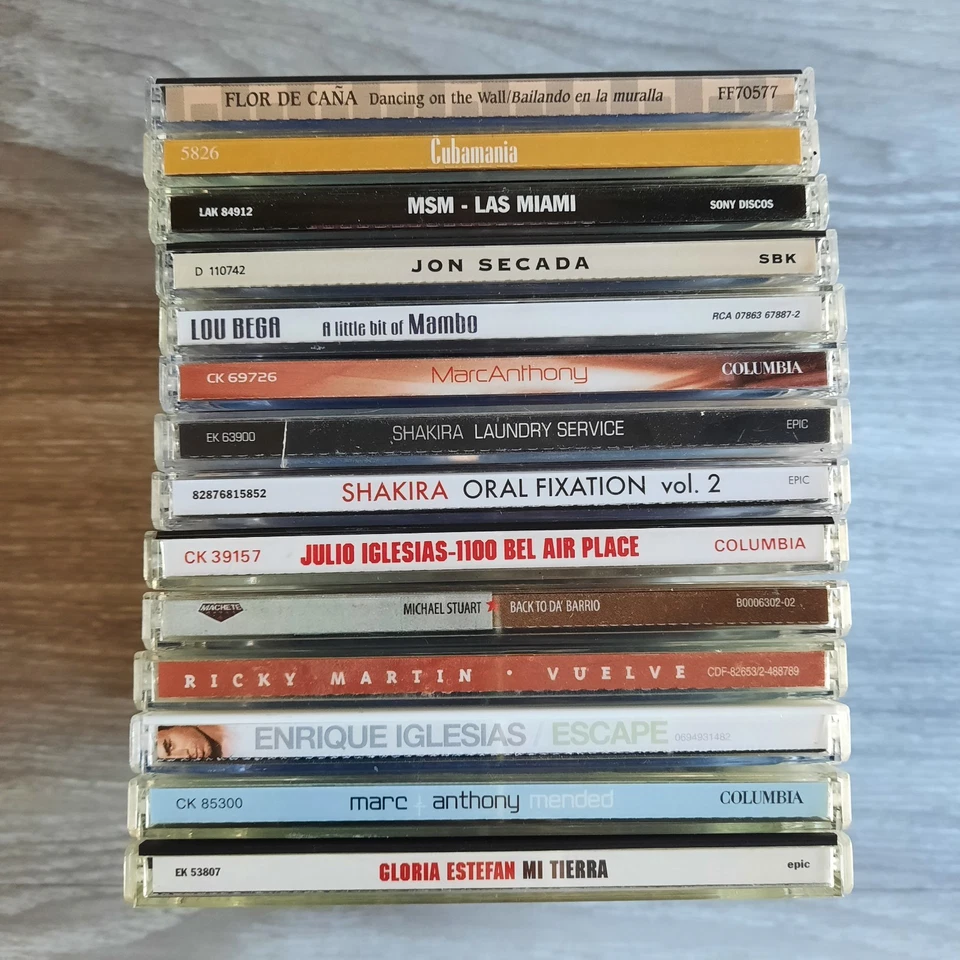 FLOR DE CAÑA Dancing on the Wall/Bailando en la muralla FF70577
5826 Cubamania
LAK 84912 MSM - LAS MIAMI SONY DISCOS
D 110742 JON SECADA SBK
LOU BEGA A little bit of Mambo RCA 07863 67887-2
CK 69726 MarcAnthony COLUMBIA
EK 63900 SHAKIRA LAUNDRY SERVICE EPIC
82876815852 SHAKIRA ORAL FIXATION vol. 2 EPIC
CK 39157 JULIO IGLESIAS-1100 BEL AIR PLACE COLUMBIA
MACHETE MICHAEL STUART ★ BACK TO DA' BARRIO B0006302-02
RICKY MARTIN • VUELVE CDF-82653/2-488789
ENRIQUE IGLESIAS / ESCAPE 0694931482
CK 85300 marc + anthony mended COLUMBIA
EK 53807 GLORIA ESTEFAN MI TIERRA epic